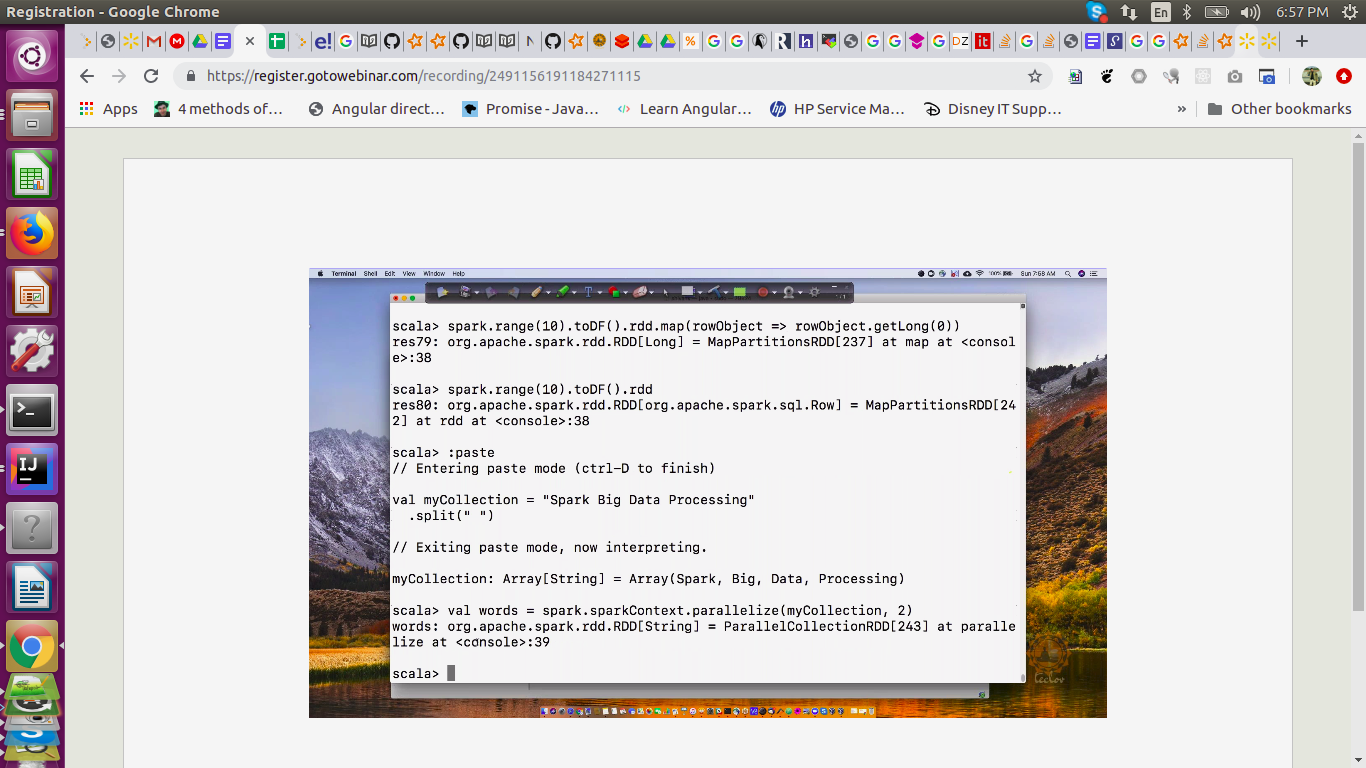 Registration - Google Chrome
En
6:57 PM
https://register.gotowebinar.com/recording/2491156191184271115
Apps
4 methods of…
Angular direct…
Promise - Java…
Learn Angular…
HP Service Ma…
Disney IT Supp…
»
Other bookmarks
Terminal Shell Edit View Window Help
100%
Sun 7:58 AM
scala> spark.range(10).toDF().rdd.map(rowObject => rowObject.getLong(0))
res79: org.apache.spark.rdd.RDD[Long] = MapPartitionsRDD[237] at map at <consol
e>:38
scala> spark.range(10).toDF().rdd
res80: org.apache.spark.rdd.RDD[org.apache.spark.sql.Row] = MapPartitionsRDD[24
2] at rdd at <console>:38
scala> :paste
// Entering paste mode (ctrl-D to finish)
val myCollection = "Spark Big Data Processing"
.split(" ")
// Exiting paste mode, now interpreting.
myCollection: Array[String] = Array(Spark, Big, Data, Processing)
scala> val words = spark.sparkContext.parallelize(myCollection, 2)
words: org.apache.spark.rdd.RDD[String] = ParallelCollectionRDD[243] at paralle
lize at <console>:39
scala>